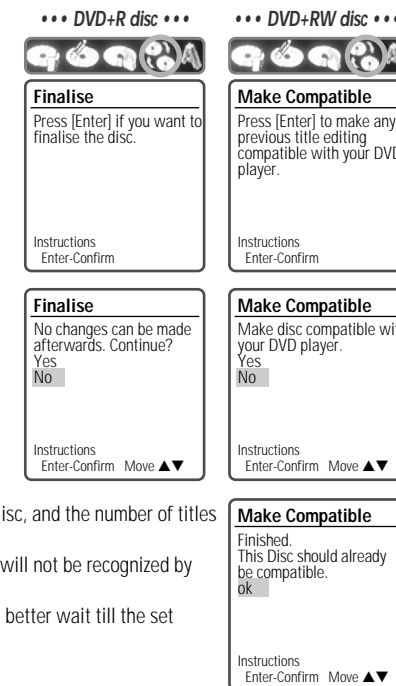 ••• DVD+R disc •••
Finalise
Press [Enter] if you want to
finalise the disc.
Instructions
Enter-Confirm
Finalise
No changes can be made
afterwards. Continue?
Yes
No
Instructions
Enter-Confirm Move ▲▼
••• DVD+RW disc •••
Make Compatible
Press [Enter] to make any
previous title editing
compatible with your
player.
Instructions
Enter-Confirm
Make Compatible
Make disc compatible
your DVD player.
Yes
No
Instructions
Enter-Confirm Move ▲▼
Make Compatible
Finished.
This Disc should already
be compatible.
ok
Instructions
Enter-Confirm Move ▲▼
and the number of titles
will not be recognized by
better wait till the set